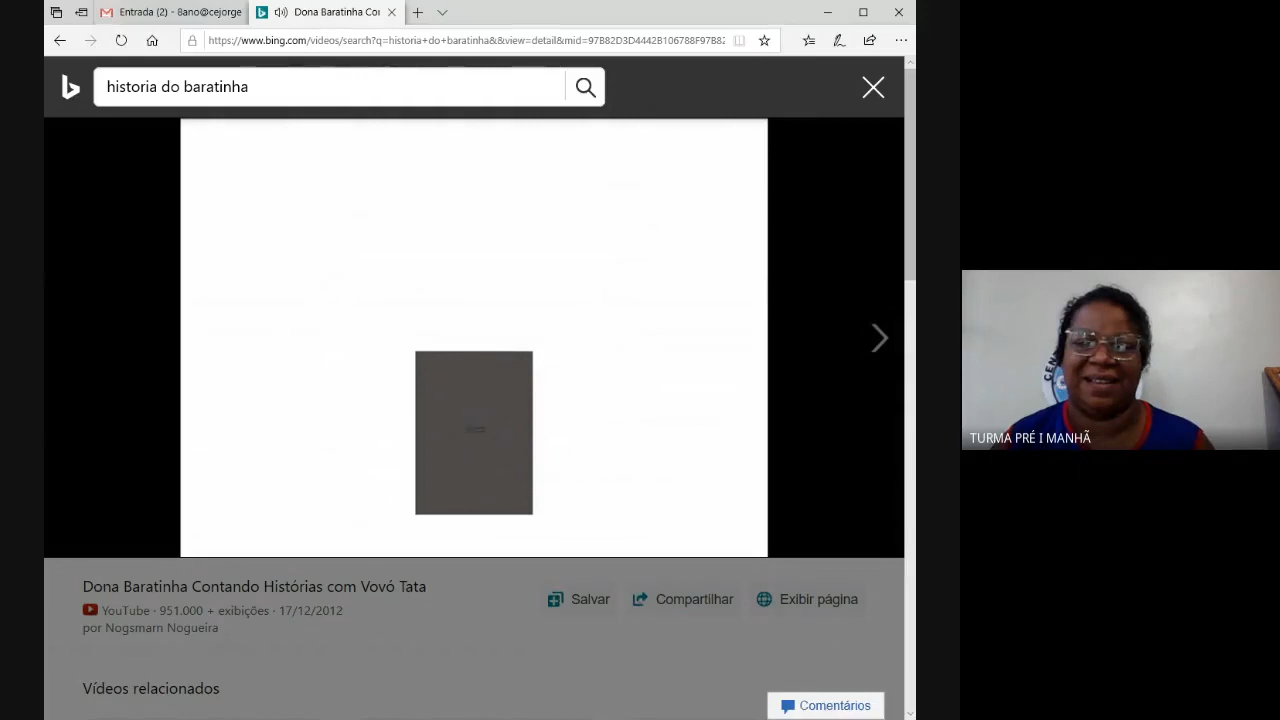 Entrada (2) - 8ano@cejorge
Dona Baratinha Cor
https://www.bing.com/videos/search?q=historia+do+baratinha&&view=detail&mid=97B82D3D4442B106788F97B82
historia do baratinha
CEN
TURMA PRÉ I MANHÃ
Dona Baratinha Contando Histórias com Vovó Tata
YouTube · 951.000 + exibições · 17/12/2012
por Nogsmarn Nogueira
Salvar
Compartilhar
Exibir página
Vídeos relacionados
Comentários